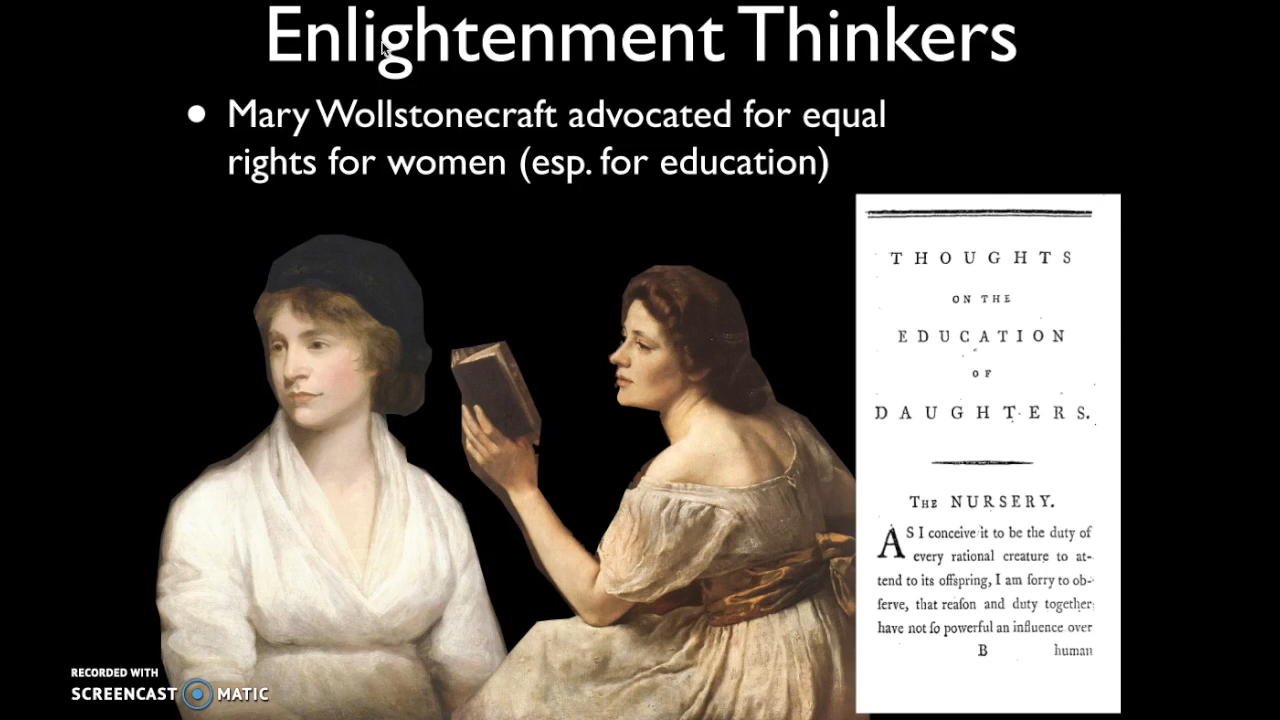 Enlightenment Thinkers
• Mary Wollstonecraft advocated for equal
rights for women (esp. for education)
THOUGHTS
ON THE
EDUCATION
OF
DAUGHTERS.
THE NURSERY.
AS I conceive it to be the duty of
every rational creature to at-
tend to its offspring, I am ſorry to ob-
ſerve, that reaſon and duty together
have not ſo powerful an influence over
B human
RECORDED WITH
SCREENCAST MATIC